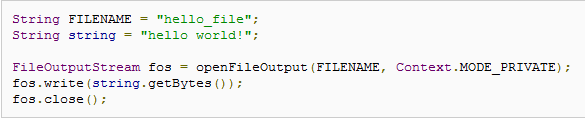 String FILENAME = "hello_file";
String string = "hello world!";
FileOutputStream fos = openFileOutput(FILENAME, Context.MODE_PRIVATE);
fos.write(string.getBytes());
fos.close();